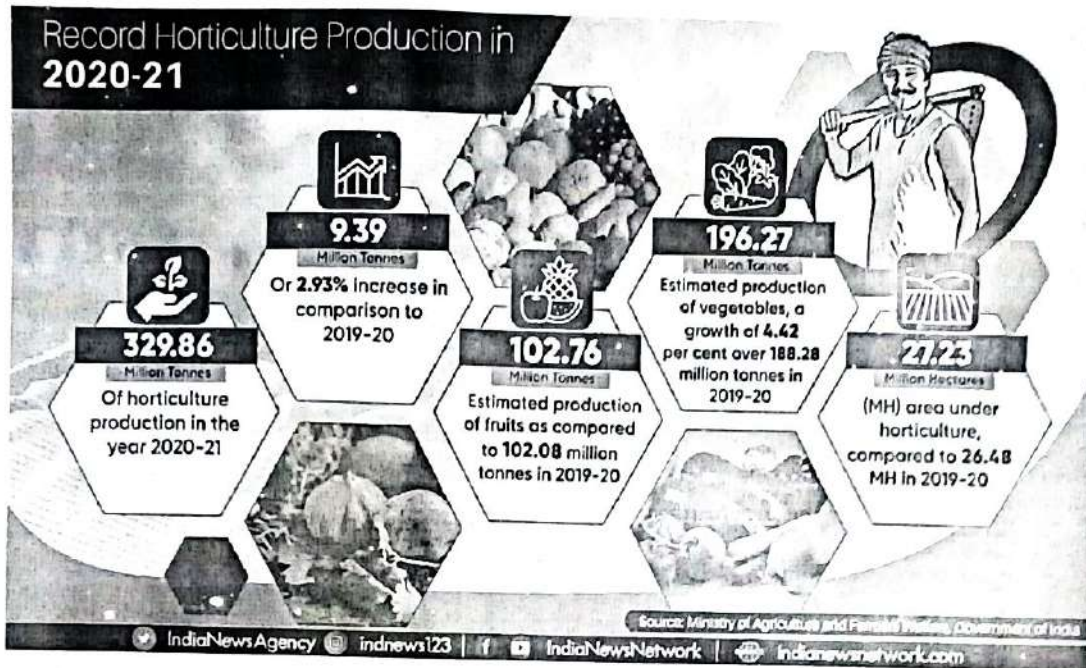 Record Horticulture Production in
2020-21
329.86
Million Tonnes
Of horticulture
production in the
year 2020-21
9.39
Million Tonnes
Or 2.93% increase in
comparison to
2019-20
102.76
Million Tonnes
Estimated production
of fruits as compared
to 102.08 million
tonnes in 2019-20
196.27
Million Tonnes
Estimated production
of vegetables, a
growth of 4.42
per cent over 188.28
million tonnes in
2019-20
27.23
Million Hectares
(MH) area under
horticulture,
compared to 26.48
MH in 2019-20
Source: Ministry of Agriculture and Farmers Welfare, Government of India
IndiaNewsAgency indnews123 | f IndiaNewsNetwork | indianewsnetwork.com